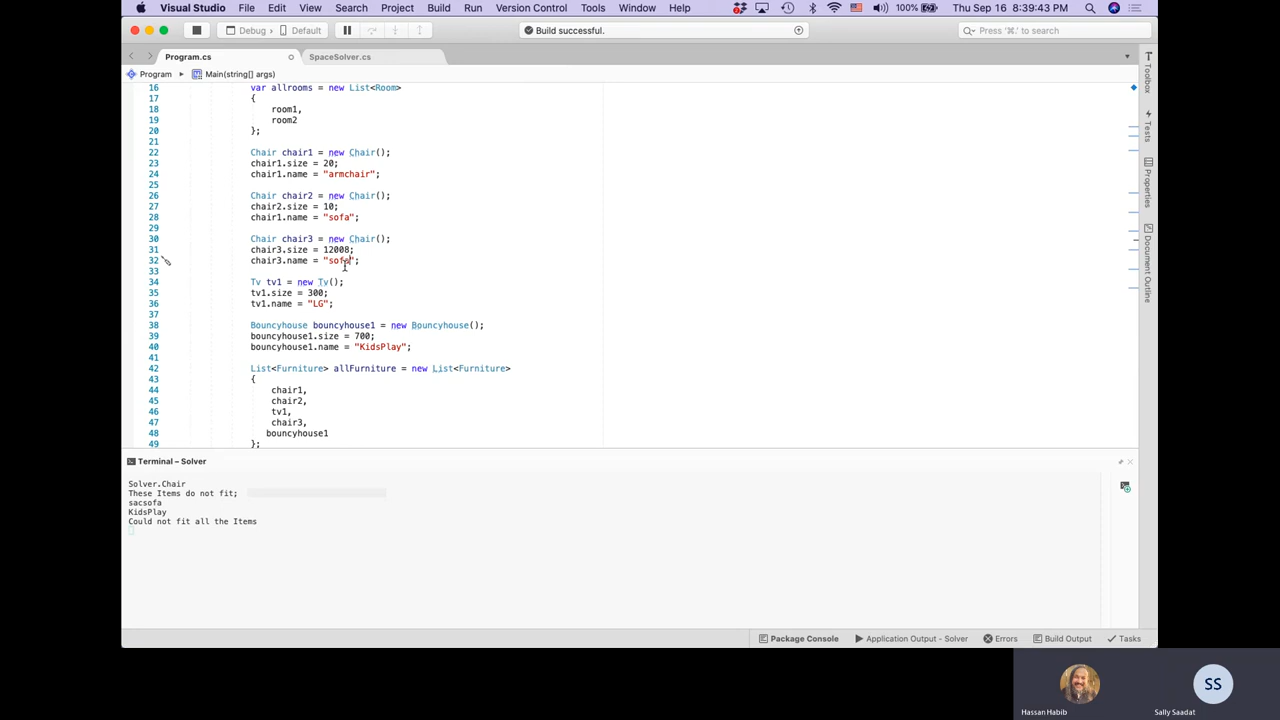 Visual Studio File Edit View Search Project Build Run Version Control Tools Window Help 100% Thu Sep 16 8:39:43 PM
Debug Default Build successful. Press '⌘.' to search
Program.cs SpaceSolver.cs
Program Main(string[] args)
16 var allrooms = new List<Room>
17 {
18 room1,
19 room2
20 };
21
22 Chair chair1 = new Chair();
23 chair1.size = 20;
24 chair1.name = "armchair";
25
26 Chair chair2 = new Chair();
27 chair2.size = 10;
28 chair1.name = "sofa";
29
30 Chair chair3 = new Chair();
31 chair3.size = 12008;
32 chair3.name = "sofa";
33
34 Tv tv1 = new Tv();
35 tv1.size = 300;
36 tv1.name = "LG";
37
38 Bouncyhouse bouncyhouse1 = new Bouncyhouse();
39 bouncyhouse1.size = 700;
40 bouncyhouse1.name = "KidsPlay";
41
42 List<Furniture> allFurniture = new List<Furniture>
43 {
44 chair1,
45 chair2,
46 tv1,
47 chair3,
48 bouncyhouse1
49 };
Toolbox
Tests
Properties
Document Outline
Terminal – Solver
Solver.Chair
These Items do not fit;
sacsofa
KidsPlay
Could not fit all the Items
Package Console Application Output - Solver Errors Build Output Tasks
SS
Hassan Habib Sally Saadat